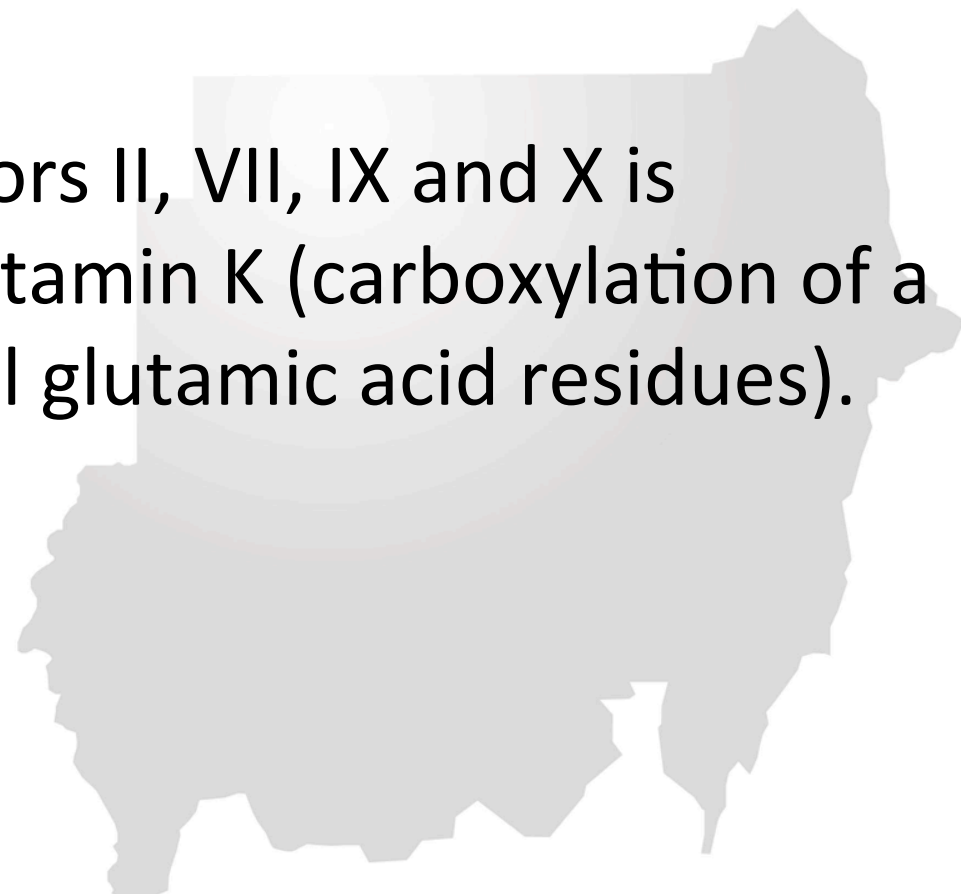 ors II, VII, IX and X is
tamin K (carboxylation of a
l glutamic acid residues).